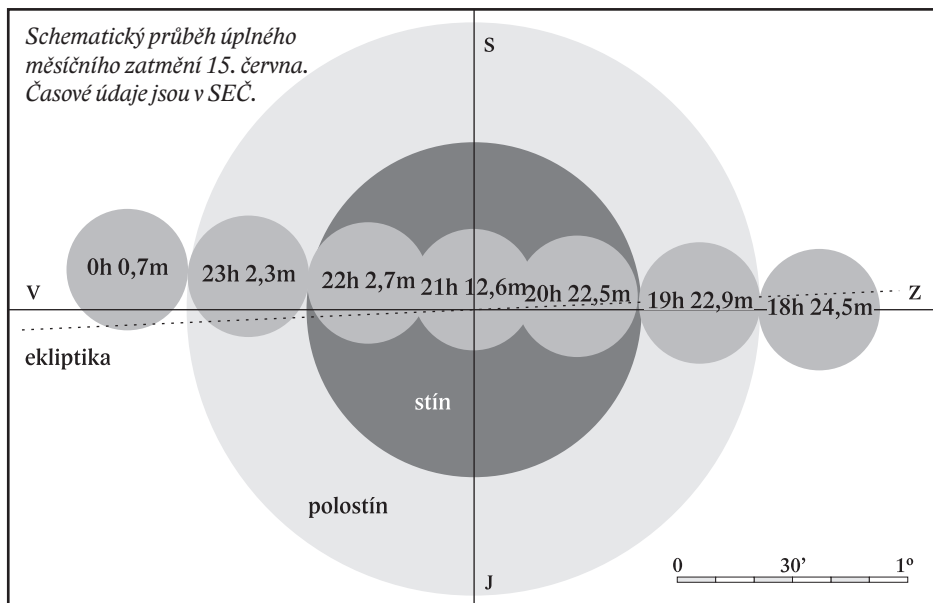 Schematický průběh úplného
měsíčního zatmění 15. června.
Časové údaje jsou v SEČ.
S
V
0h 0,7m
23h 2,3m
22h 2,7m
21h 12,6m
20h 22,5m
19h 22,9m
18h 24,5m
Z
ekliptika
stín
polostín
J
0
30'
1º